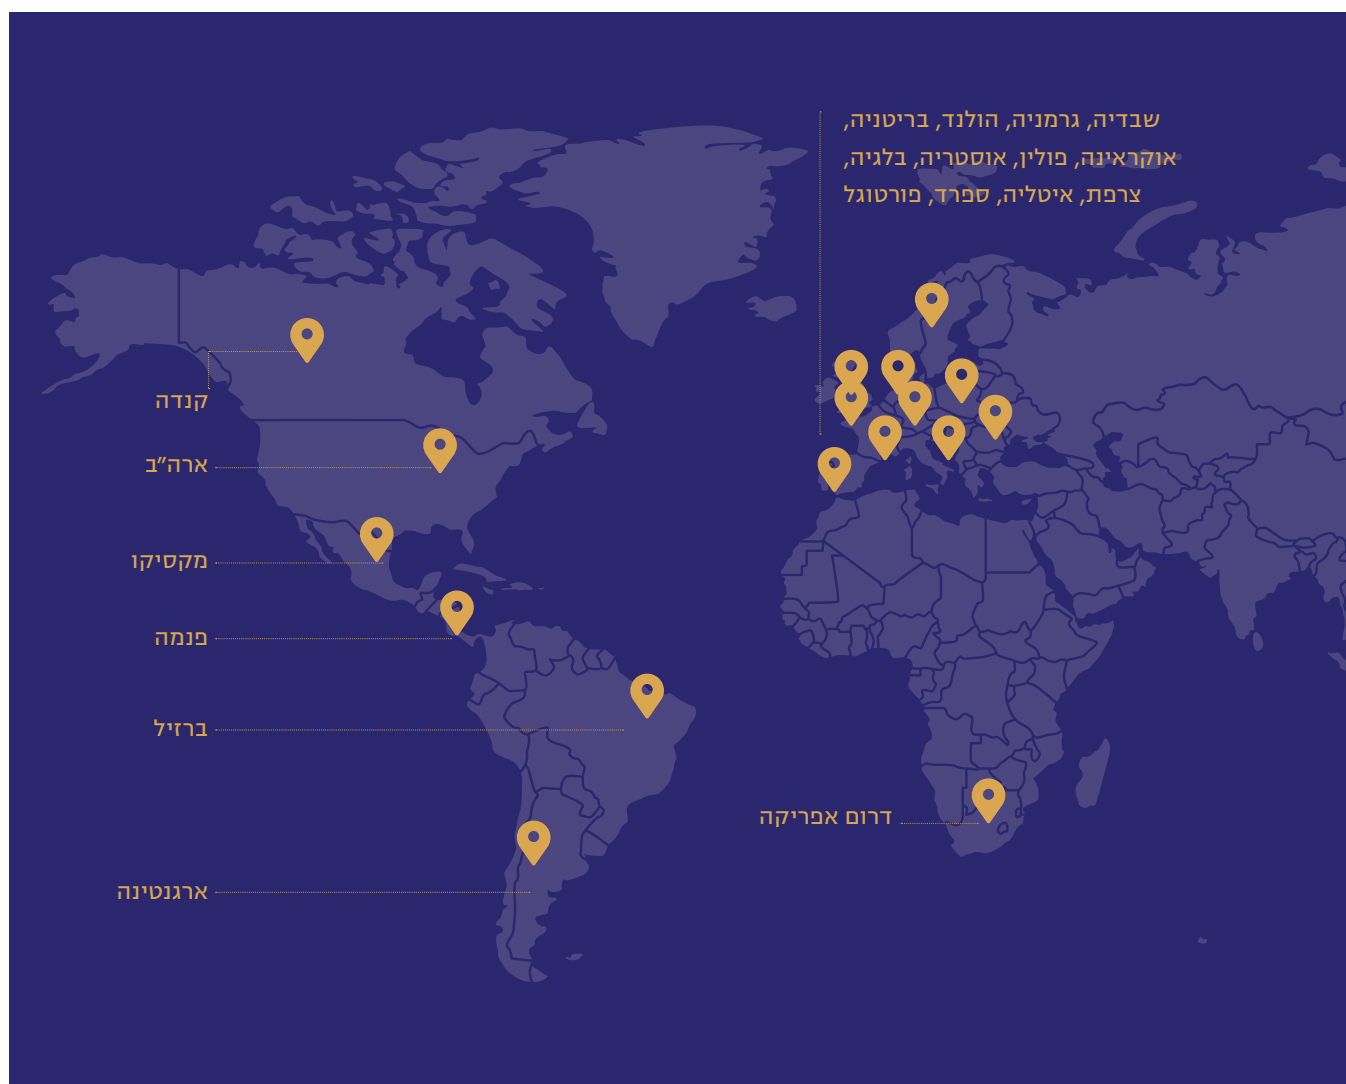 שבדיה, גרמניה, הולנד, בריטניה,
אוקראינה, פולין, אוסטריה, בלגיה,
צרפת, איטליה, ספרד, פורטוגל
קנדה
ארה״ב
מקסיקו
פנמה
ברזיל
דרום אפריקה
ארגנטינה